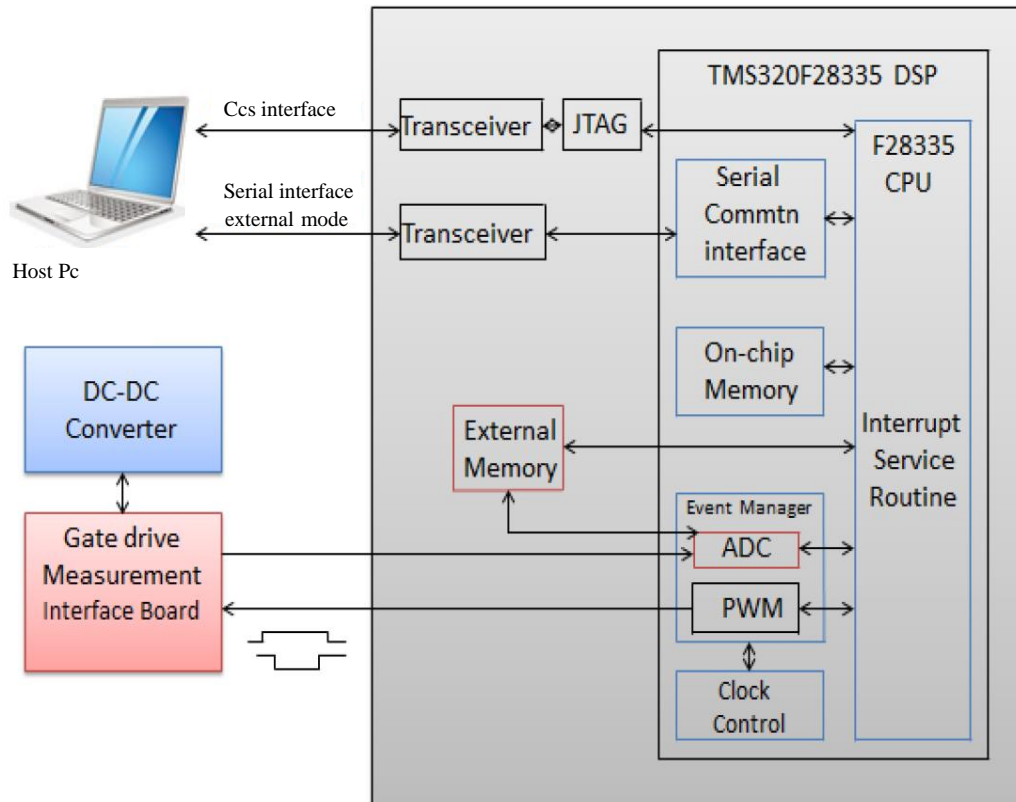 TMS320F28335 DSP
Ccs interface
Transceiver
JTAG
F28335
CPU
Serial interface
external mode
Transceiver
Serial
Commtn
interface
Host Pc
DC-DC
Converter
On-chip
Memory
External
Memory
Interrupt
Service
Routine
Event Manager
ADC
PWM
Gate drive
Measurement
Interface Board
Clock
Control